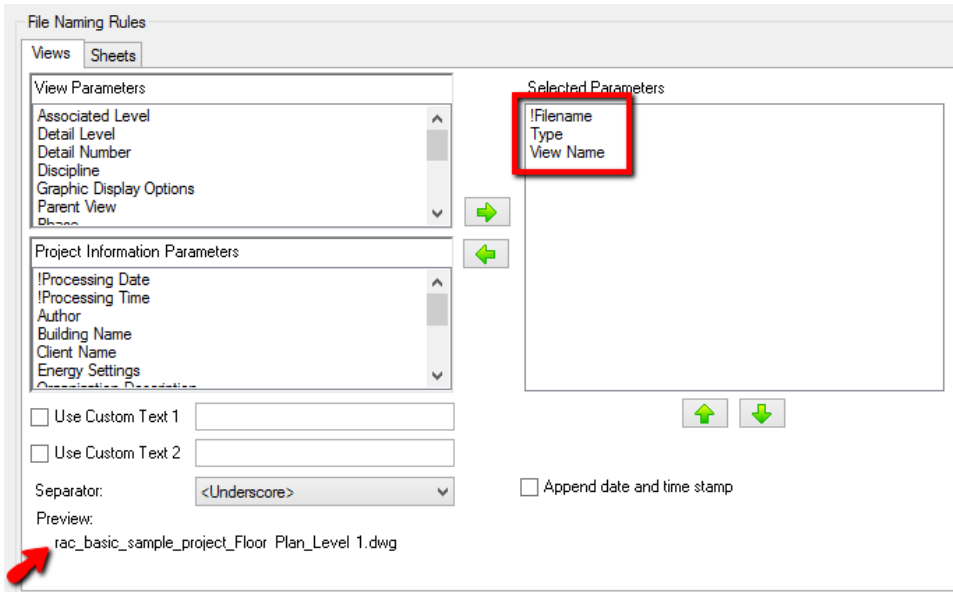 File Naming Rules
Views Sheets
View Parameters
Associated Level
Detail Level
Detail Number
Discipline
Graphic Display Options
Parent View
Phase
Project Information Parameters
!Processing Date
!Processing Time
Author
Building Name
Client Name
Energy Settings
Organization Description
Use Custom Text 1
Use Custom Text 2
Separator: <Underscore>
Preview:
rac_basic_sample_project_Floor Plan_Level 1.dwg
Selected Parameters
!Filename
Type
View Name
Append date and time stamp